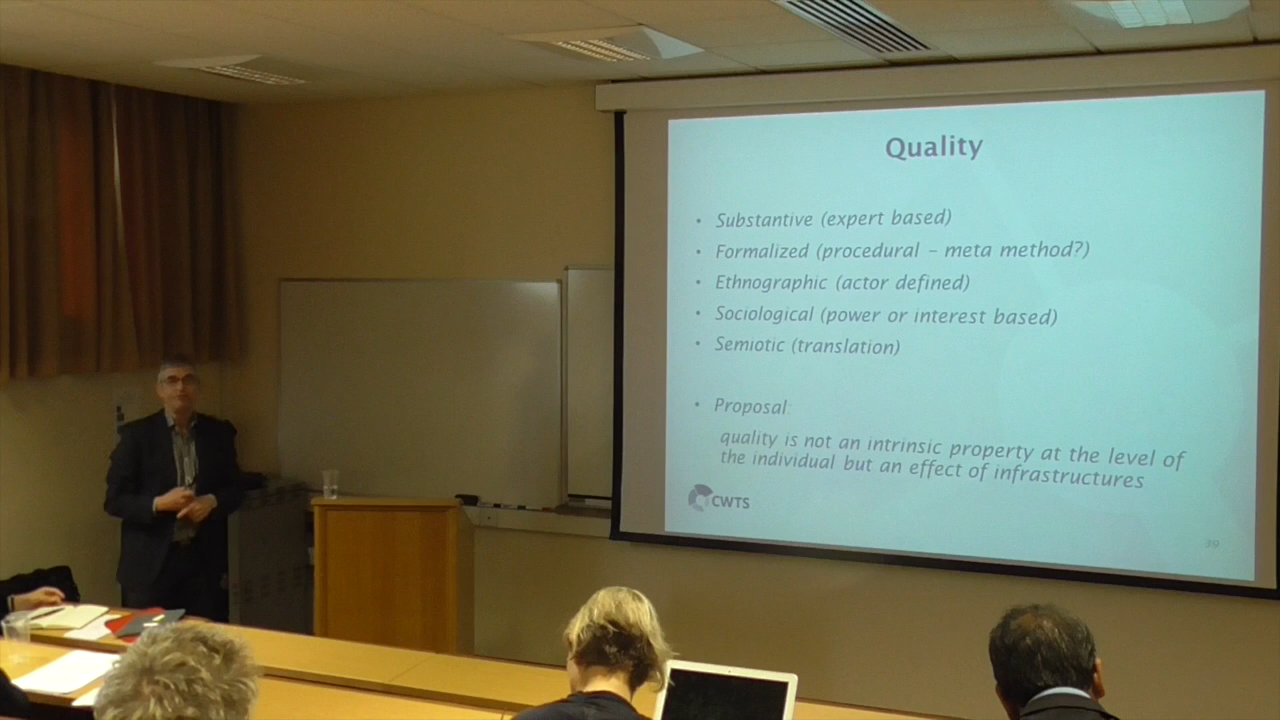 Quality
• Substantive (expert based)
• Formalized (procedural – meta method?)
• Ethnographic (actor defined)
• Sociological (power or interest based)
• Semiotic (translation)
• Proposal:
quality is not an intrinsic property at the level of
the individual but an effect of infrastructures
CWTS
39